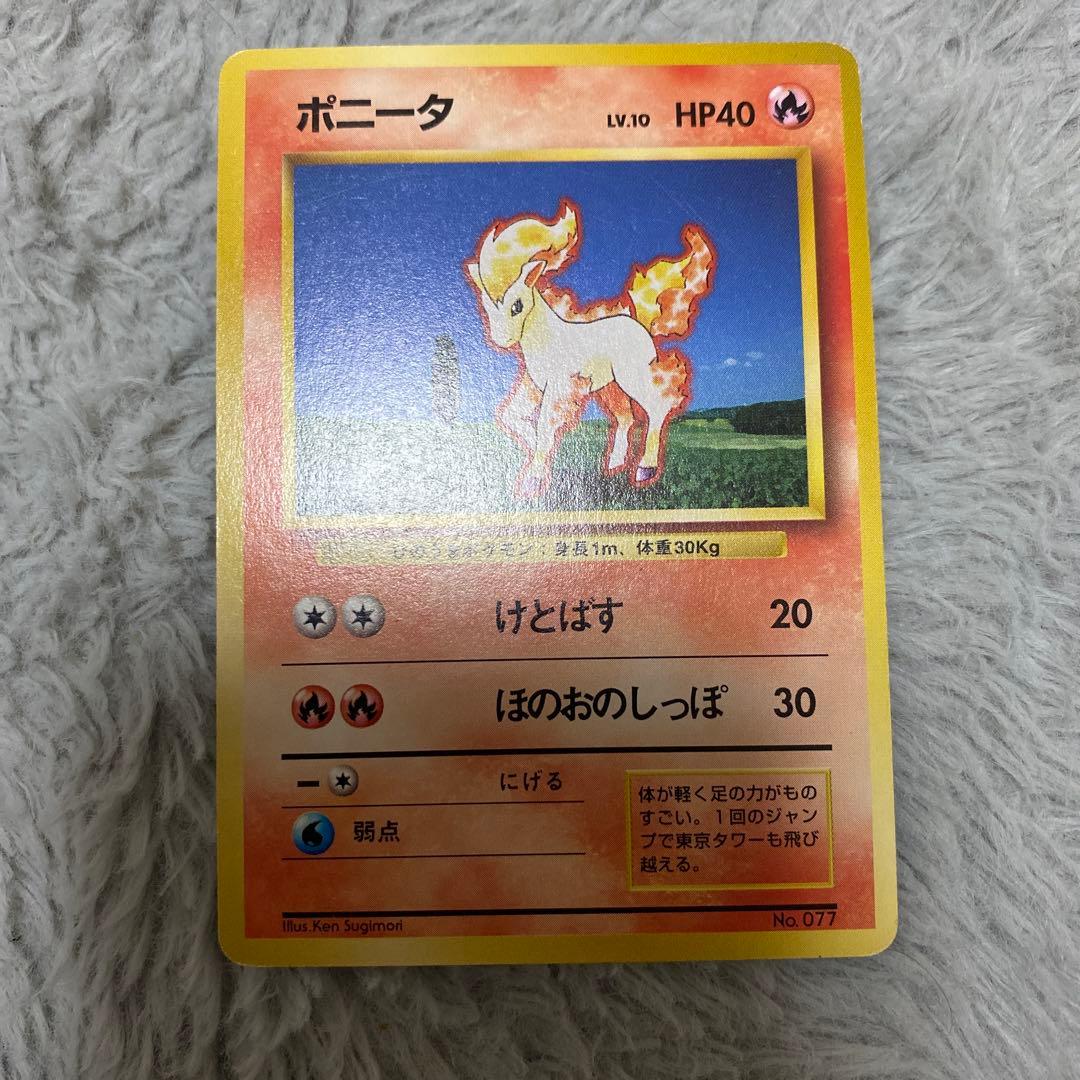 ポニータ LV.10 HP40
ひのうまポケモン：身長1m、体重30Kg
けとばす 20
ほのおのしっぽ 30
ー にげる
弱点
体が軽く足の力がもの
すごい。1回のジャン
プで東京タワーも飛び
越える。
Illus.Ken Sugimori No. 077